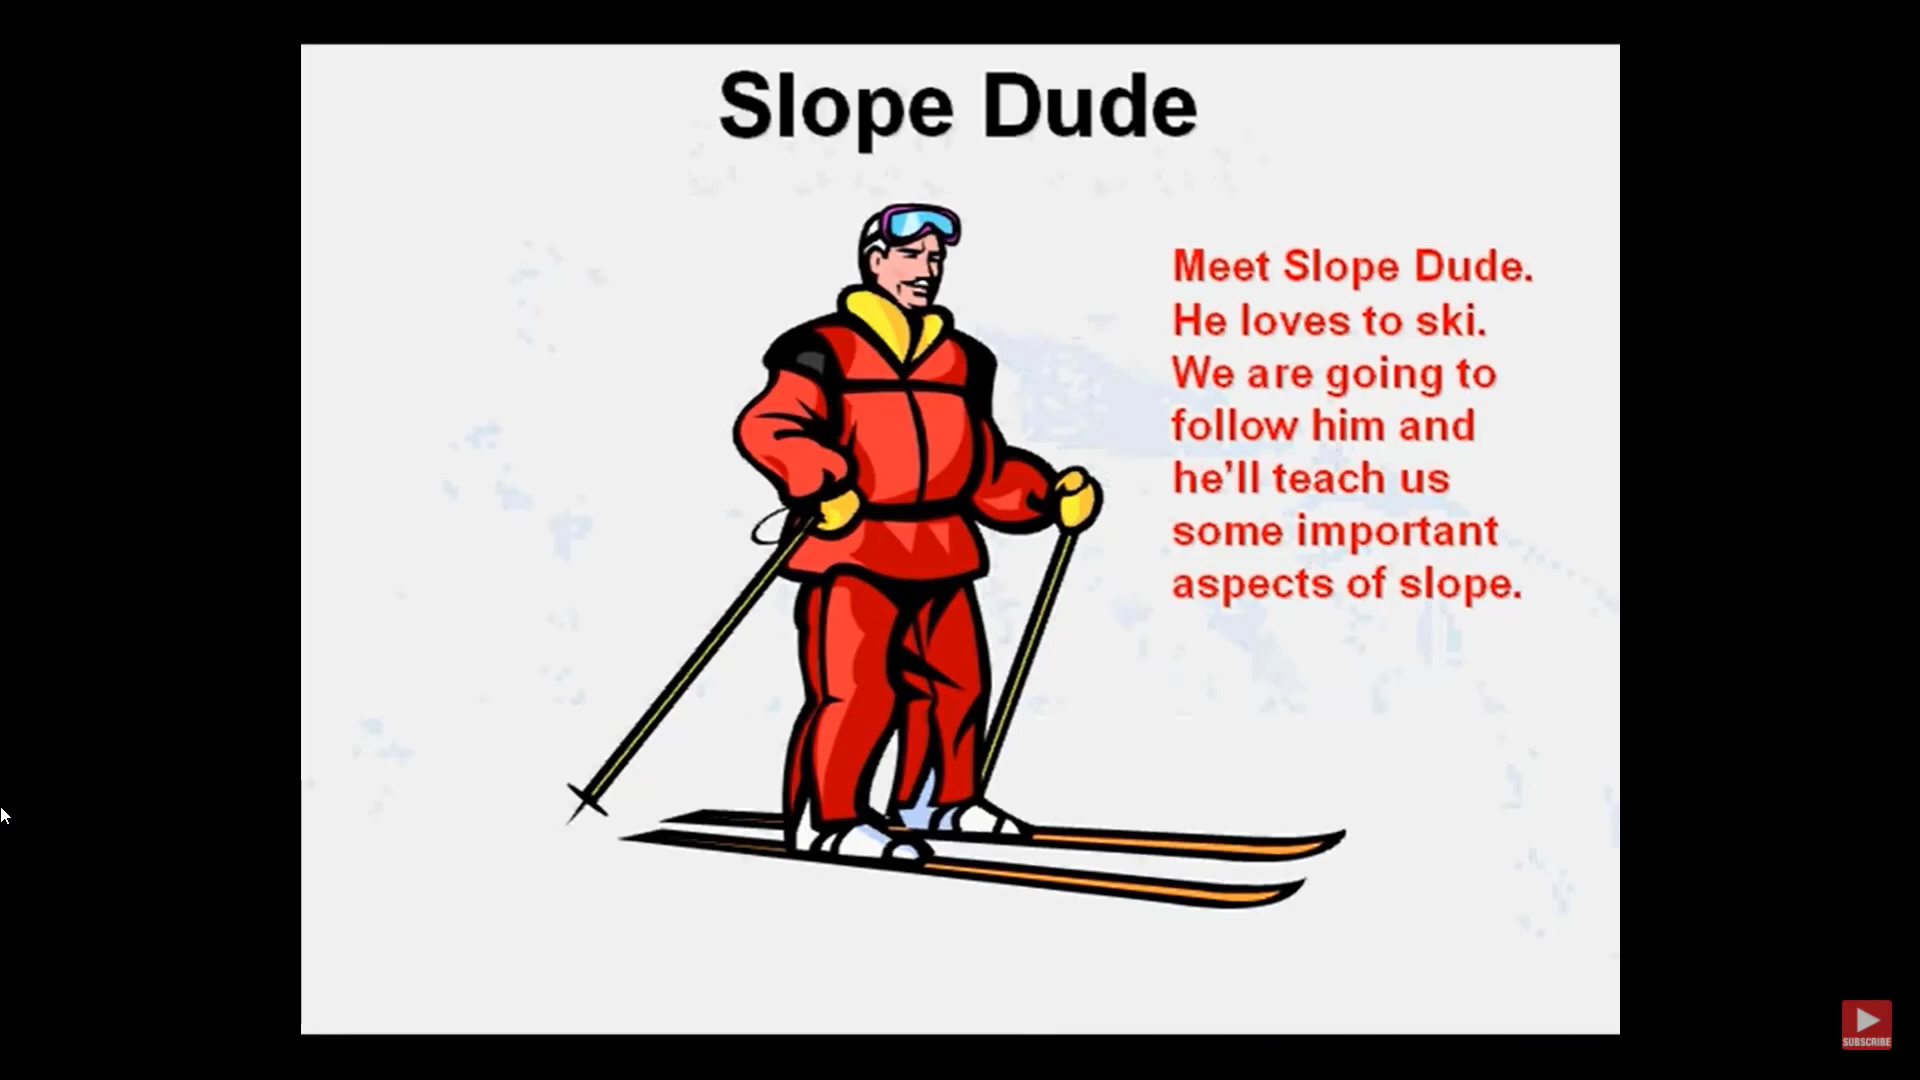 Slope Dude
Meet Slope Dude.
He loves to ski.
We are going to
follow him and
he'll teach us
some important
aspects of slope.
SUBSCRIBE